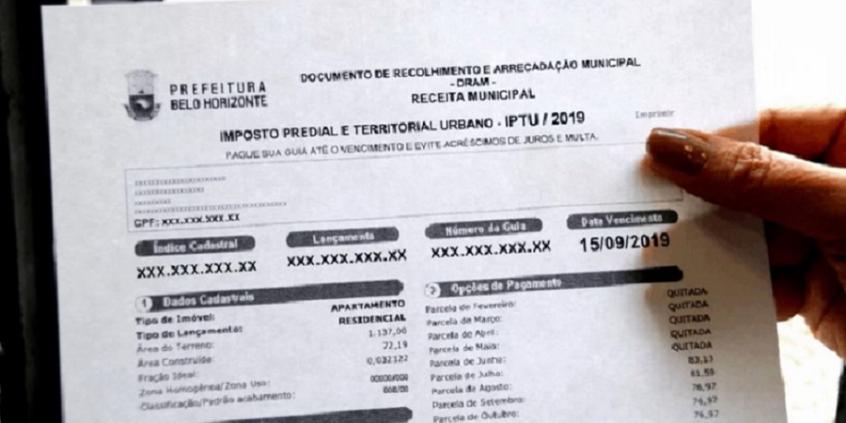 PREFEITURA
BELO HORIZONTE
DOCUMENTO DE RECOLHIMENTO E ARRECADAÇÃO MUNICIPAL
- DRAM -
RECEITA MUNICIPAL
IMPOSTO PREDIAL E TERRITORIAL URBANO - IPTU / 2019
Imprimir
PAGUE SUA GUIA ATÉ O VENCIMENTO E EVITE ACRÉSCIMOS DE JUROS E MULTA.
CPF: XXX.XXX.XXX.XX
Índice Cadastral
XXX.XXX.XXX.XX
Lançamento
XXX.XXX.XXX.XX
Número da Guia
XXX.XXX.XXX.XX
Data Vencimento
15/09/2019
1 Dados Cadastrais
Tipo de Imóvel: APARTAMENTO
Tipo de Lançamento: RESIDENCIAL
Área do Terreno: 1.137,00
Área Construída: 72,19
Fração Ideal: 0,032122
Zona Homogênea/Zona Uso:
Classificação/Padrão acabamento:
2 Opções de Pagamento
Parcela de Fevereiro: QUITADA
Parcela de Março: QUITADA
Parcela de Abril: QUITADA
Parcela de Maio: QUITADA
Parcela de Junho: QUITADA
Parcela de Julho:
Parcela de Agosto:
Parcela de Setembro: 76,97
Parcela de Outubro: 76,97